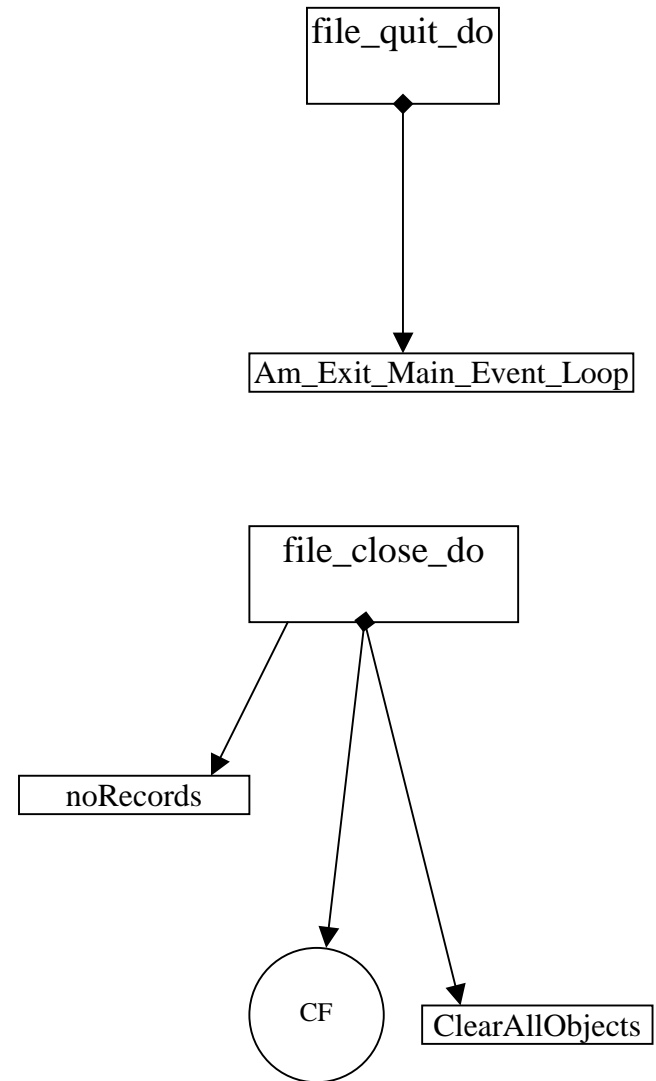 file_quit_do
Am_Exit_Main_Event_Loop
file_close_do
noRecords
CF
ClearAllObjects